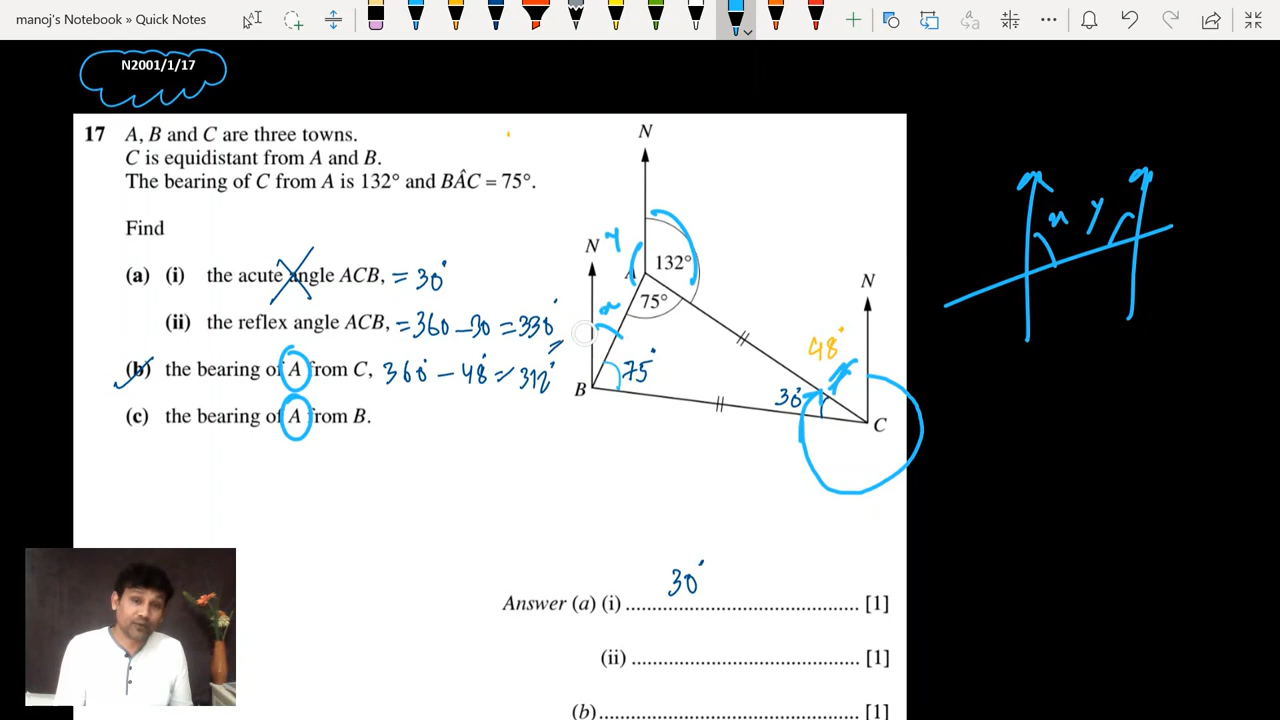 manoj's Notebook » Quick Notes
N2001/1/17
17 A, B and C are three towns.
C is equidistant from A and B.
The bearing of C from A is 132° and BÂC = 75°.
Find
(a) (i) the acute angle ACB, = 30°
(ii) the reflex angle ACB, = 360 - 30 = 330°
(b) the bearing of A from C, 360° - 48° = 312°
(c) the bearing of A from B.
N
N
y
A
132°
75°
x
N
48°
75°
B
30°
C
x y
30°
Answer (a) (i) .......................................... [1]
(ii) .......................................... [1]
(b).......................................... [1]